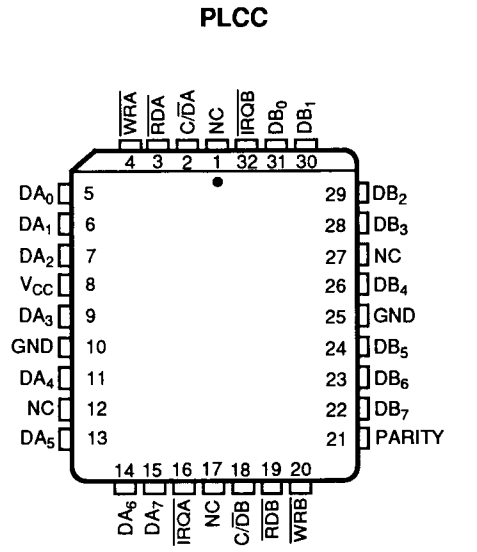 PLCC
WRA RDA C/DA NC IRQB DB₀ DB₁
4 3 2 1 32 31 30
DA₀ 5 29 DB₂
DA₁ 6 28 DB₃
DA₂ 7 27 NC
VCC 8 26 DB₄
DA₃ 9 25 GND
GND 10 24 DB₅
DA₄ 11 23 DB₆
NC 12 22 DB₇
DA₅ 13 21 PARITY
14 15 16 17 18 19 20
DA₆ DA₇ IRQA NC C/DB RDB WRB